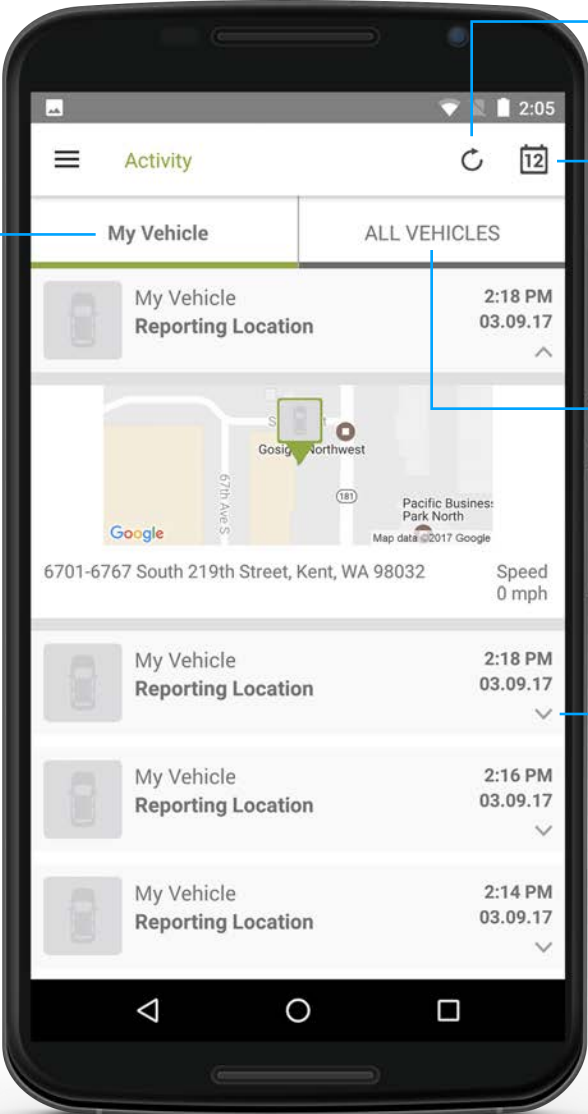 2:05
Activity
12
My Vehicle
ALL VEHICLES
My Vehicle
Reporting Location
2:18 PM
03.09.17
Northwest
67th Ave S
181
Pacific Business
Park North
Google
Map data ©2017 Google
6701-6767 South 219th Street, Kent, WA 98032
Speed
0 mph
My Vehicle
Reporting Location
2:18 PM
03.09.17
My Vehicle
Reporting Location
2:16 PM
03.09.17
My Vehicle
Reporting Location
2:14 PM
03.09.17